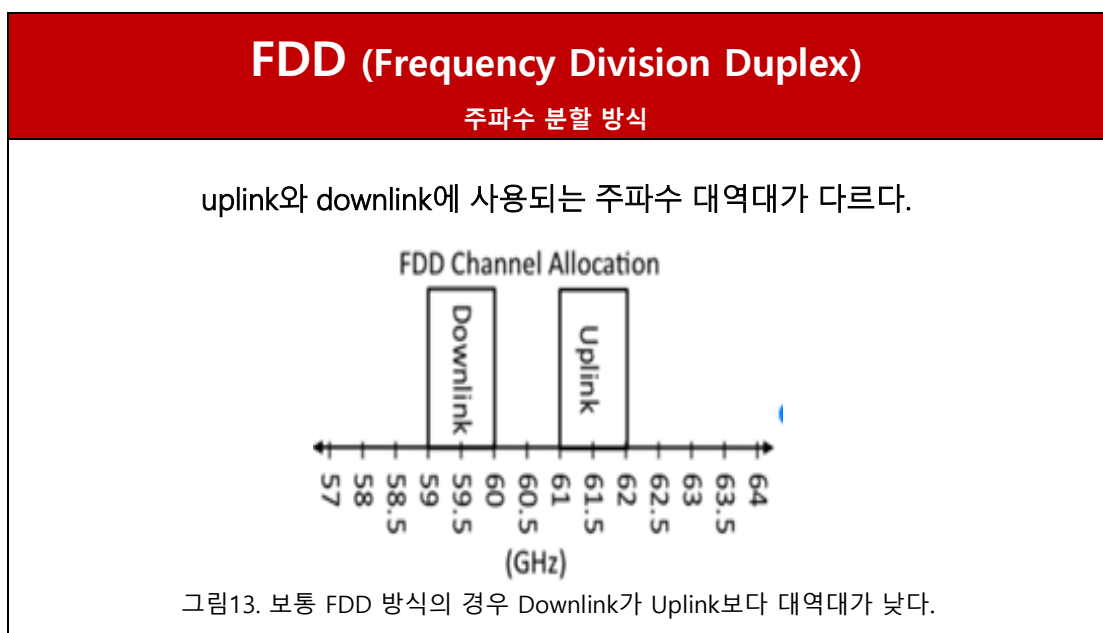 FDD (Frequency Division Duplex)
주파수 분할 방식
uplink와 downlink에 사용되는 주파수 대역대가 다르다.
FDD Channel Allocation
Downlink
Uplink
57 58 58.5 59 59.5 60 60.5 61 61.5 62 62.5 63 63.5 64
(GHz)
그림13. 보통 FDD 방식의 경우 Downlink가 Uplink보다 대역대가 낮다.